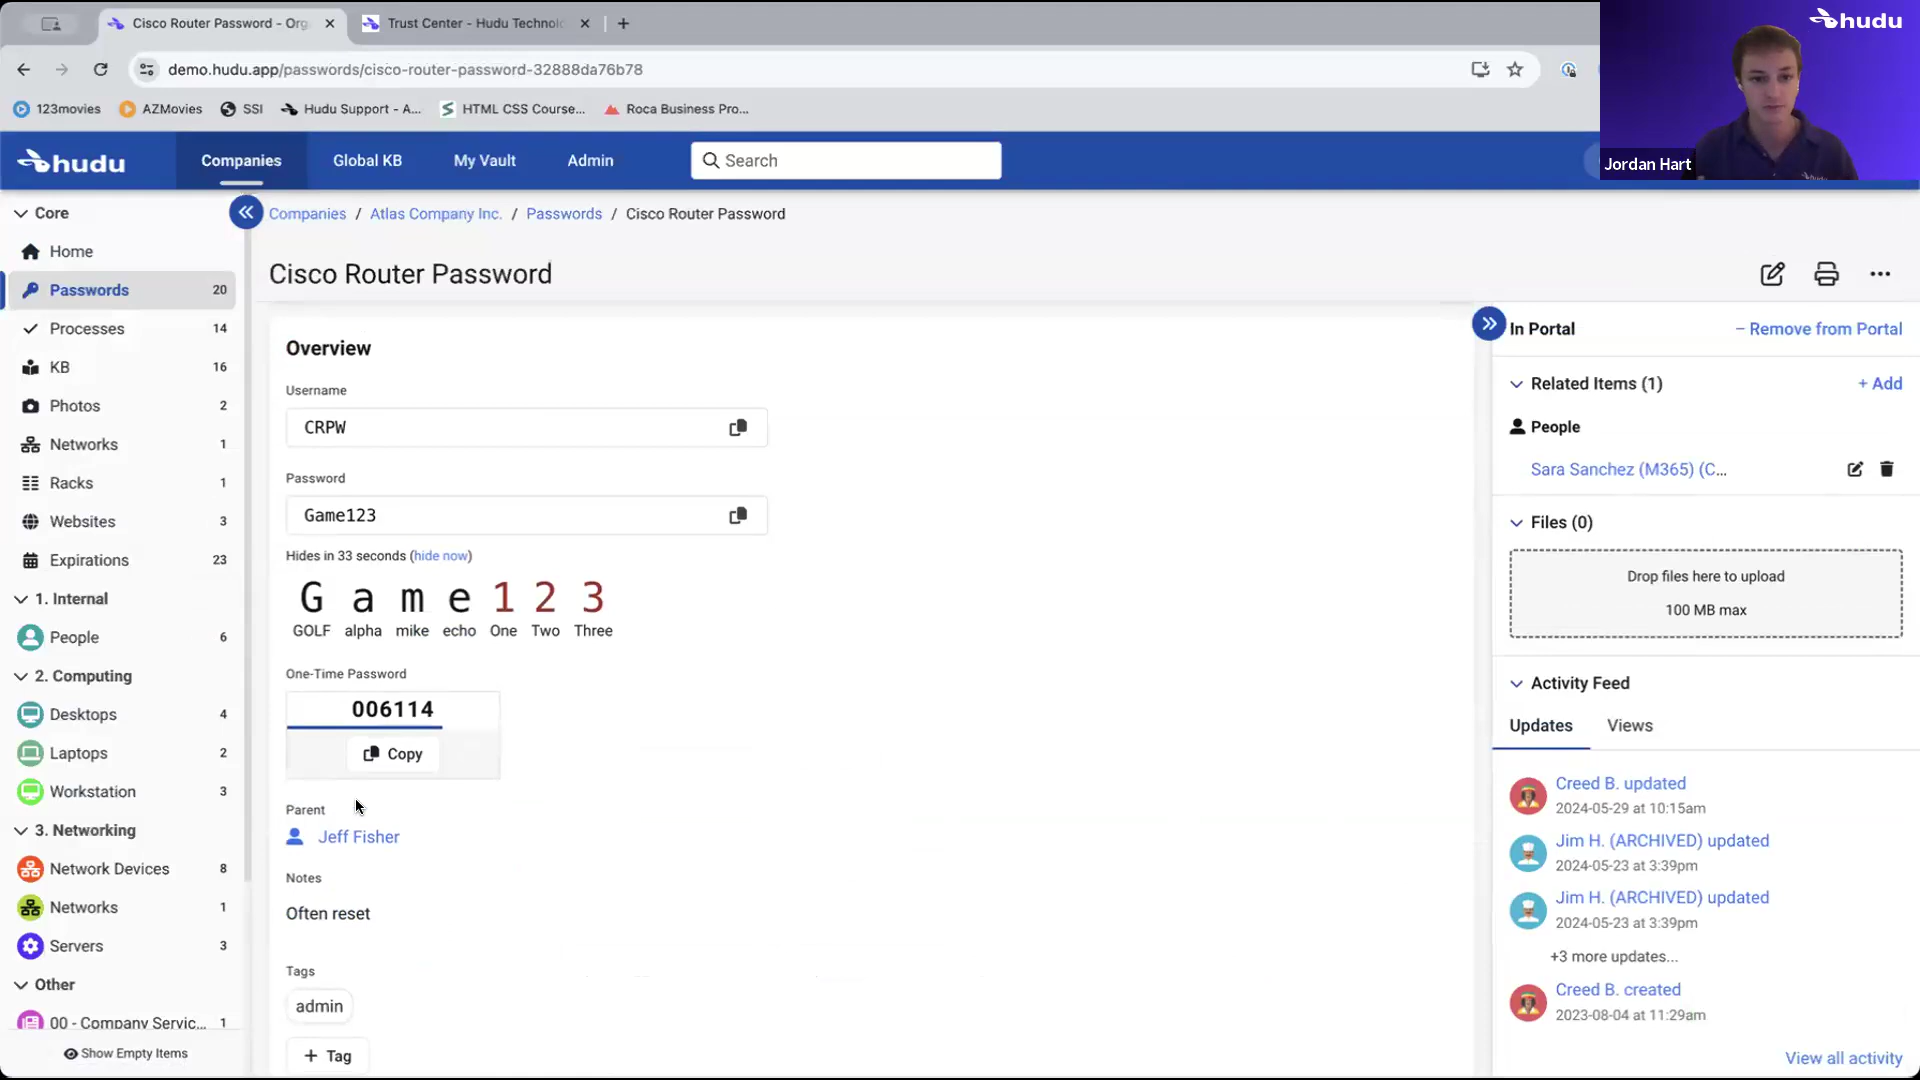 Cisco Router Password - Org
Trust Center - Hudu Technol
demo.hudu.app/passwords/cisco-router-password-32888da76b78
123movies
AZMovies
SSI
Hudu Support - A...
HTML CSS Course...
Roca Business Pro...
hudu
Jordan Hart
hudu
Companies
Global KB
My Vault
Admin
Search
Core
Home
Passwords 20
Processes 14
KB 16
Photos 2
Networks 1
Racks 1
Websites 3
Expirations 23
1. Internal
People 6
2. Computing
Desktops 4
Laptops 2
Workstation 3
3. Networking
Network Devices 8
Networks 1
Servers 3
Other
00 - Company Servic... 1
Show Empty Items
Companies / Atlas Company Inc. / Passwords / Cisco Router Password
Cisco Router Password
Overview
Username
CRPW
Password
Game123
Hides in 33 seconds (hide now)
G a m e 1 2 3
GOLF alpha mike echo One Two Three
One-Time Password
006114
Copy
Parent
Jeff Fisher
Notes
Often reset
Tags
admin
+ Tag
In Portal
− Remove from Portal
Related Items (1)
+ Add
People
Sara Sanchez (M365) (C...
Files (0)
Drop files here to upload
100 MB max
Activity Feed
Updates
Views
Creed B. updated
2024-05-29 at 10:15am
Jim H. (ARCHIVED) updated
2024-05-23 at 3:39pm
Jim H. (ARCHIVED) updated
2024-05-23 at 3:39pm
+3 more updates...
Creed B. created
2023-08-04 at 11:29am
View all activity